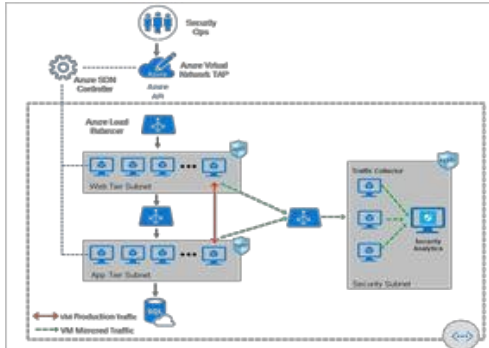 Security
Ops
Azure Virtual
Network TAP
Azure
API
Azure SDN
Controller
Azure Load
Balancer
Web Tier Subnet
App Tier Subnet
SQL
Traffic Collector
Security
Analytics
Security Subnet
VM Production Traffic
VM Mirrored Traffic